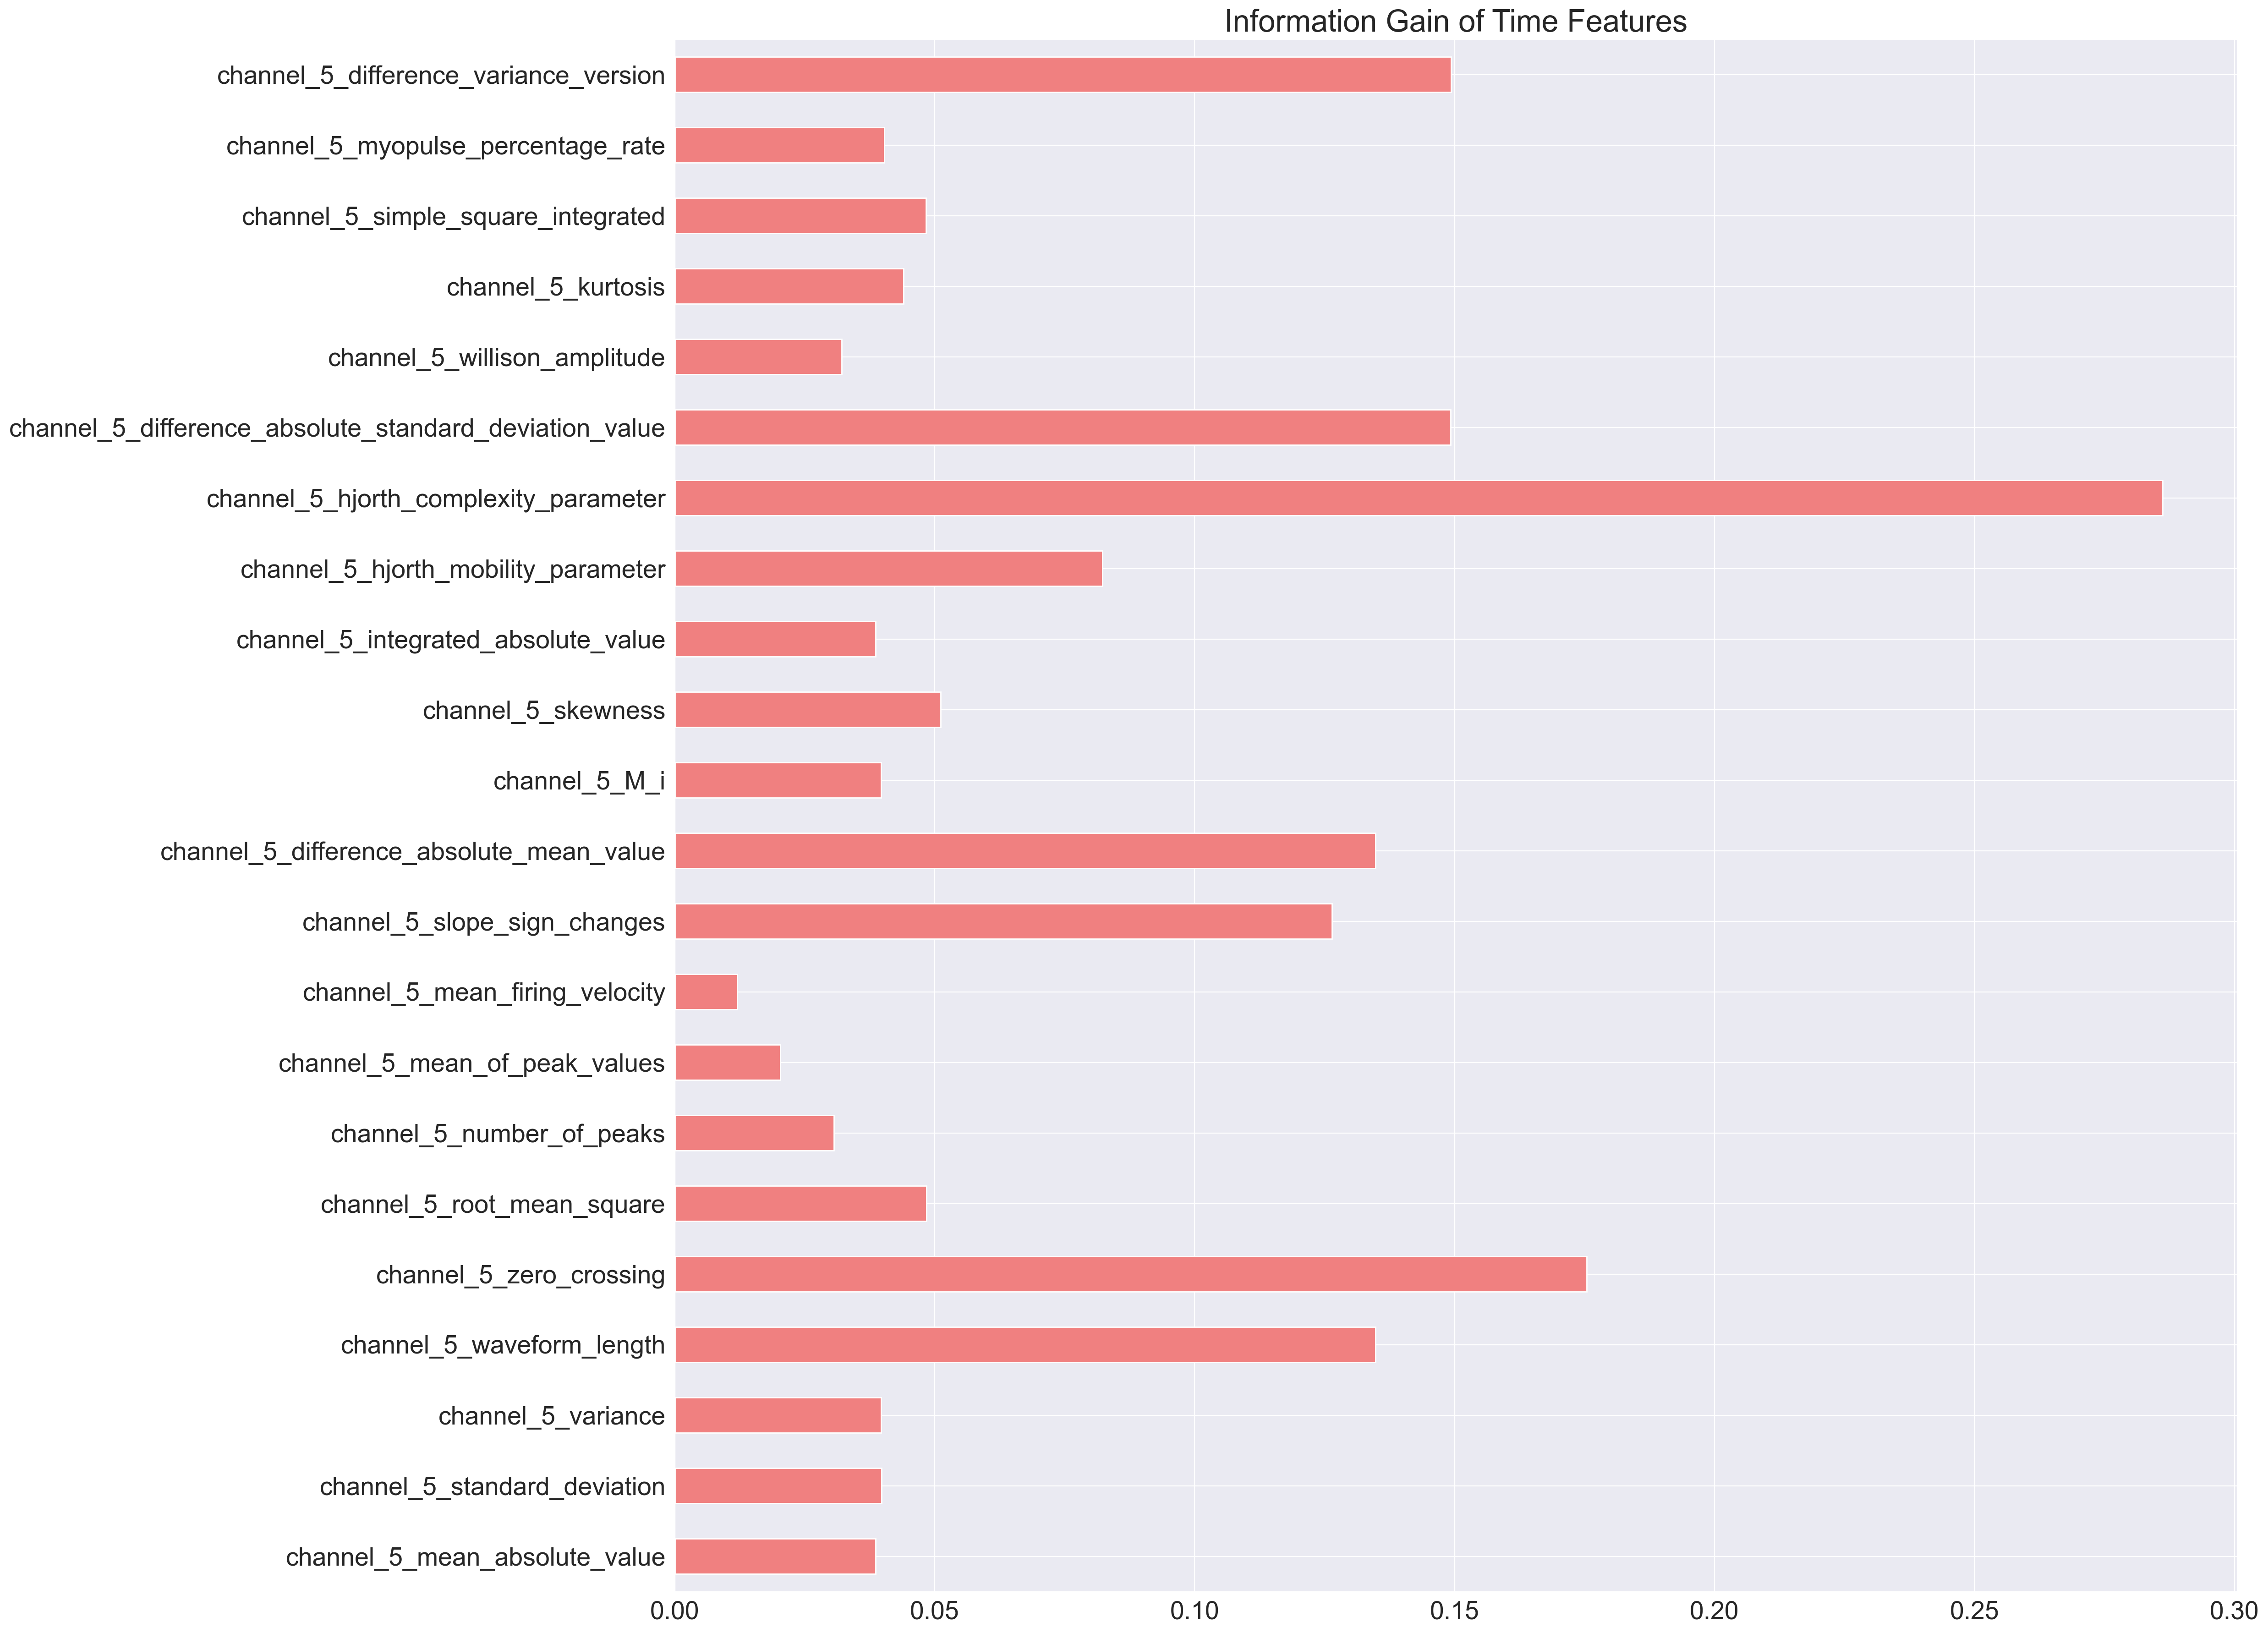 Information Gain of Time Features
channel_5_difference_variance_version
channel_5_myopulse_percentage_rate
channel_5_simple_square_integrated
channel_5_kurtosis
channel_5_willison_amplitude
channel_5_difference_absolute_standard_deviation_value
channel_5_hjorth_complexity_parameter
channel_5_hjorth_mobility_parameter
channel_5_integrated_absolute_value
channel_5_skewness
channel_5_M_i
channel_5_difference_absolute_mean_value
channel_5_slope_sign_changes
channel_5_mean_firing_velocity
channel_5_mean_of_peak_values
channel_5_number_of_peaks
channel_5_root_mean_square
channel_5_zero_crossing
channel_5_waveform_length
channel_5_variance
channel_5_standard_deviation
channel_5_mean_absolute_value
0.00 0.05 0.10 0.15 0.20 0.25 0.30